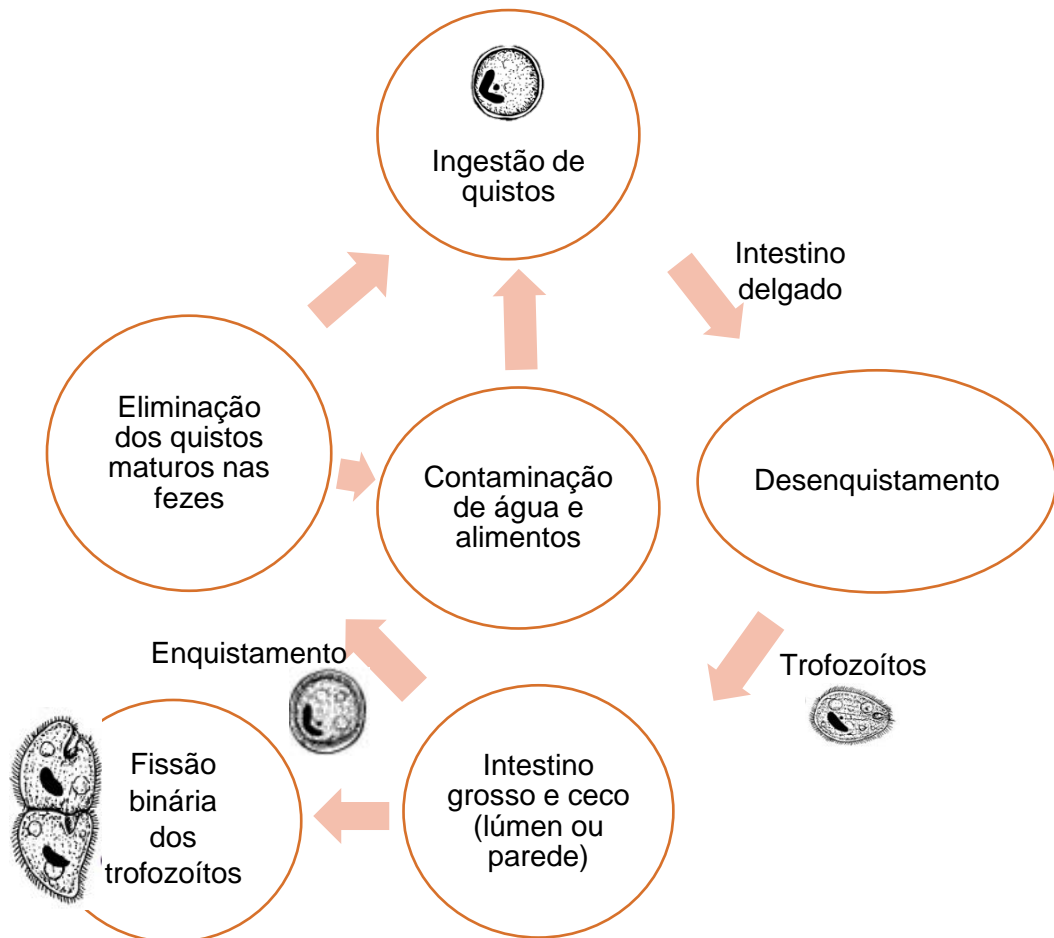 Ingestão de
quistos
Intestino
delgado
Eliminação
dos quistos
maturos nas
fezes
Contaminação
de água e
alimentos
Desenquistamento
Enquistamento
Trofozoítos
Fissão
binária
dos
trofozoítos
Intestino
grosso e ceco
(lúmen ou
parede)